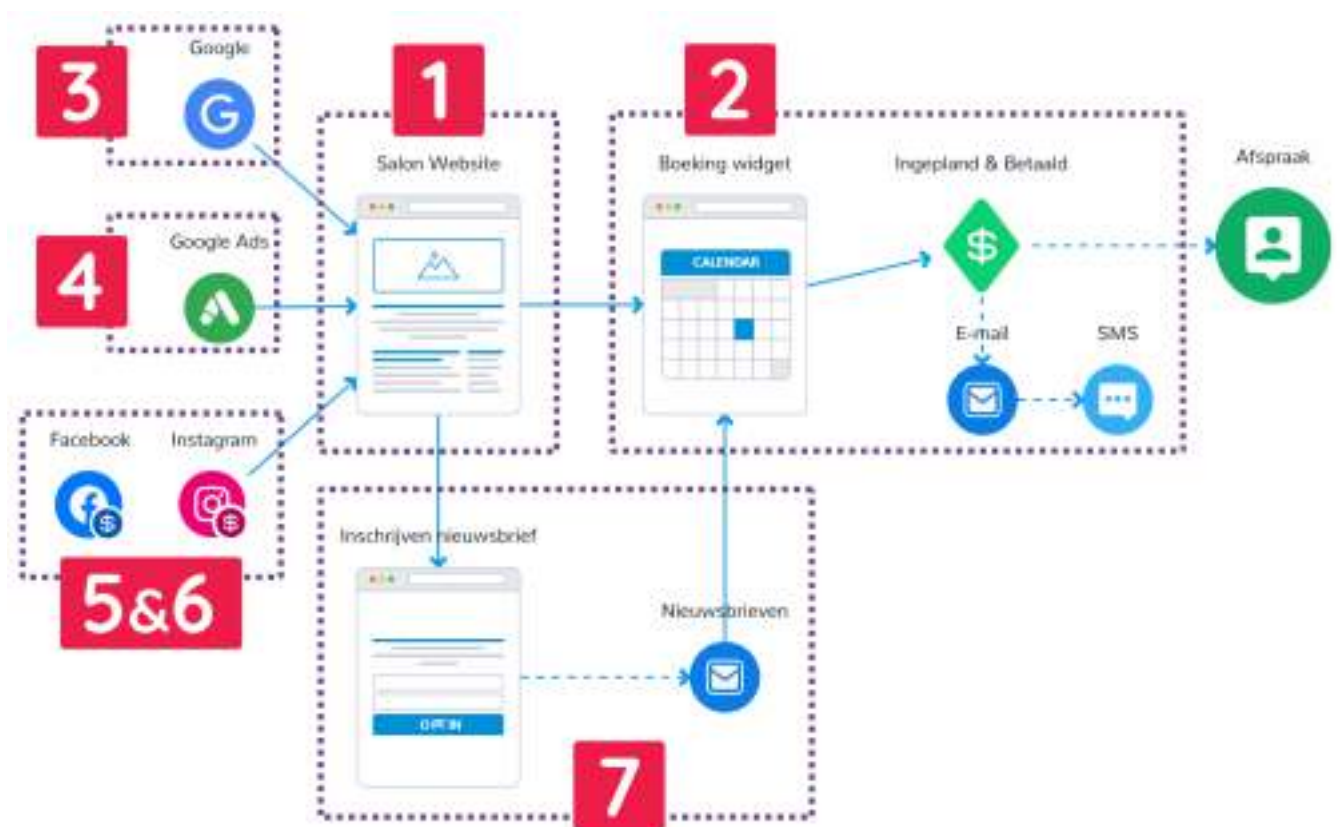 3
Google
1
Salon Website
2
Boeking widget
Ingepland & Betaald
Afspraak
4
Google Ads
CALENDAR
$
E-mail
SMS
Facebook
Instagram
$
$
5&6
Inschrijven nieuwsbrief
OPT IN
Nieuwsbrieven
7